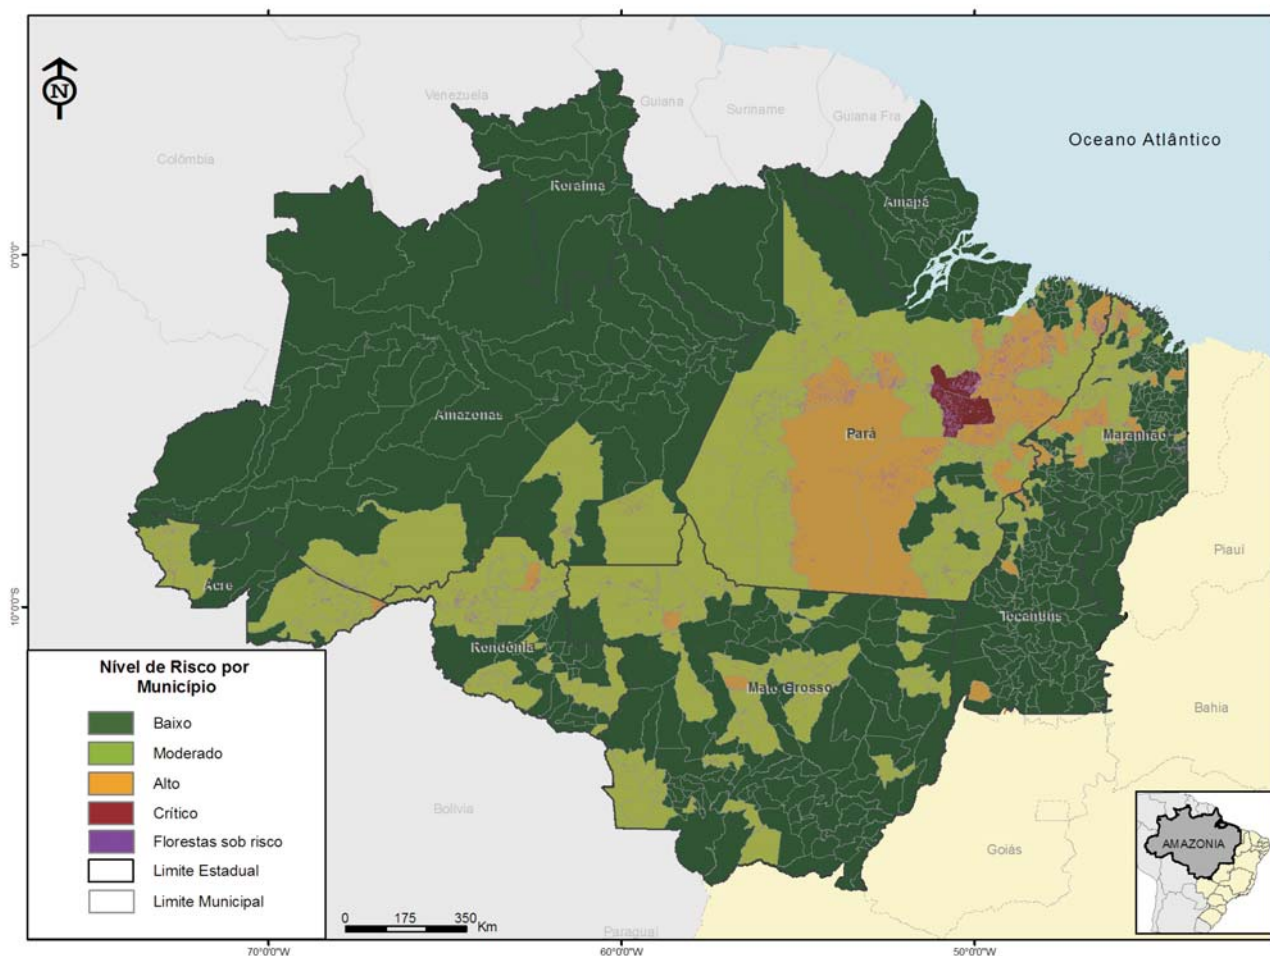 N
Venezuela
Guiana
Suriname
Guiana Fra
Colômbia
Oceano Atlântico
Roraima
Amapá
0°0'0"
Amazonas
Pará
Maranhão
Piauí
Acre
10°0'0"S
Rondônia
Tocantins
Mato Grosso
Bahia
Bolívia
Goiás
Paraguai
Nível de Risco por
Município
Baixo
Moderado
Alto
Crítico
Florestas sob risco
Limite Estadual
Limite Municipal
0 175 350
Km
AMAZONIA
70°0'0"W 60°0'0"W 50°0'0"W